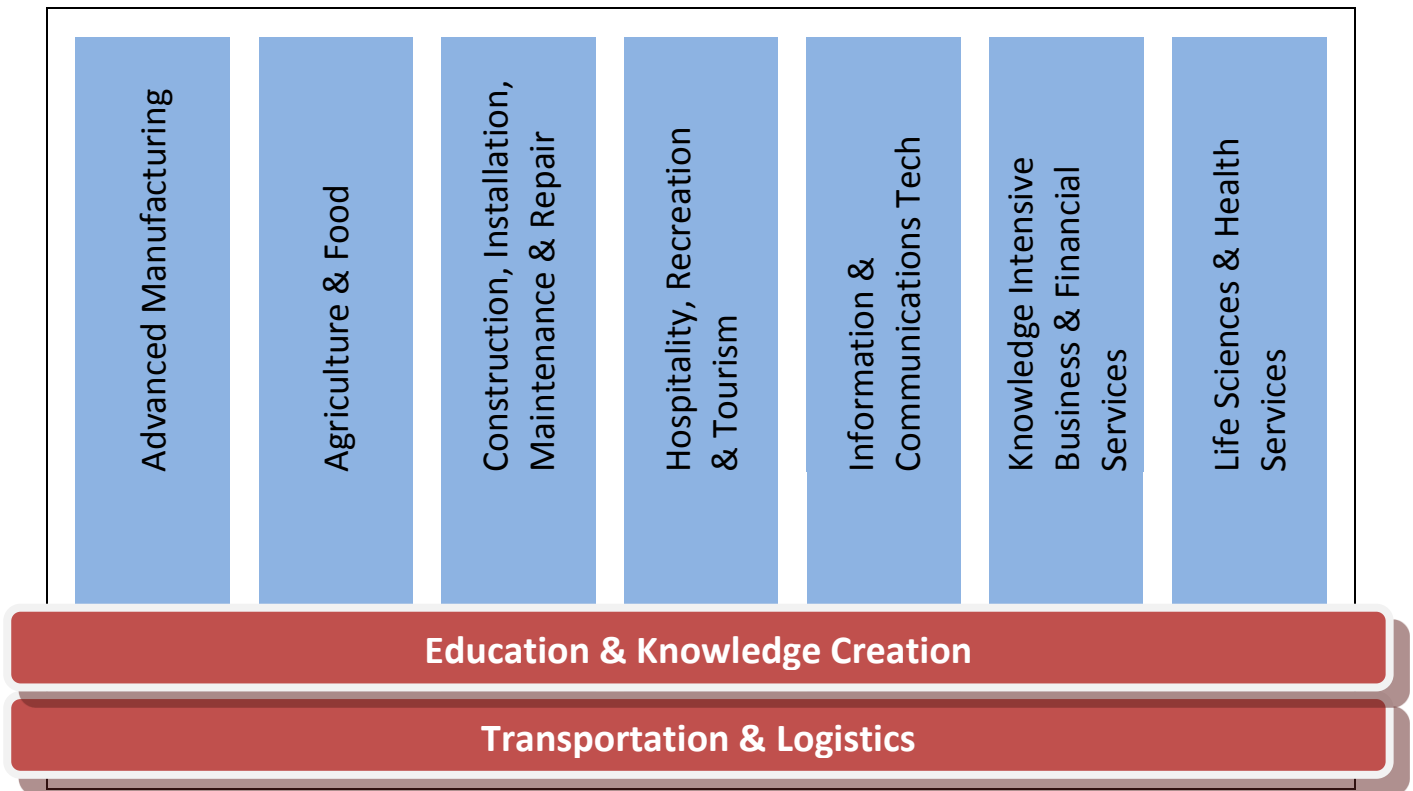 Advanced Manufacturing
Agriculture & Food
Construction, Installation,
Maintenance & Repair
Hospitality, Recreation
& Tourism
Information &
Communications Tech
Knowledge Intensive
Business & Financial
Services
Life Sciences & Health
Services
Education & Knowledge Creation
Transportation & Logistics